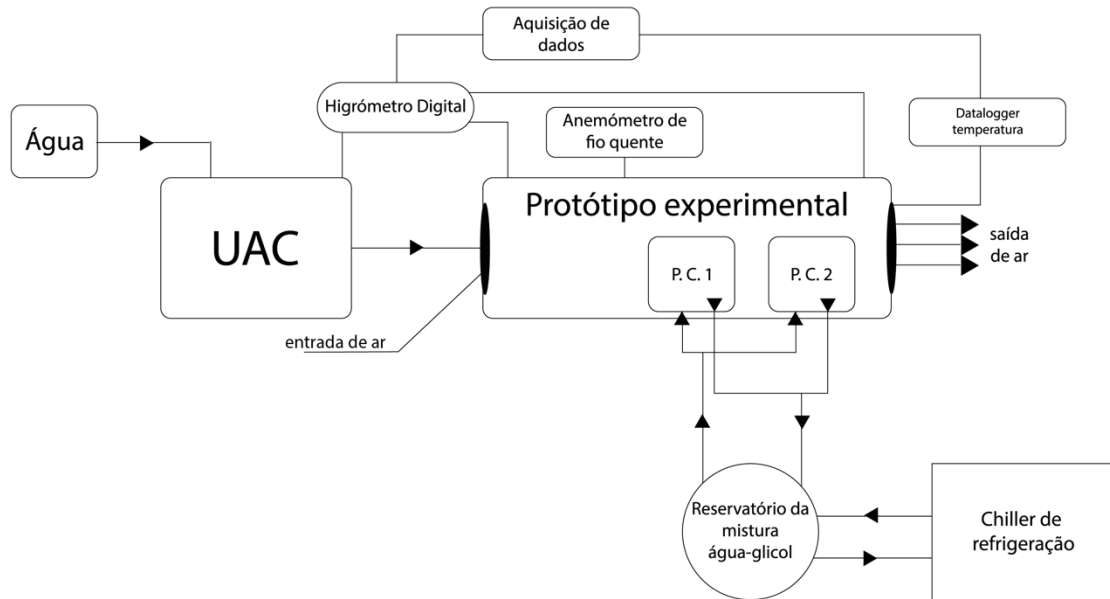 Aquisição de
dados
Higrómetro Digital
Anemómetro de
fio quente
Datalogger
temperatura
Água
UAC
Protótipo experimental
P. C. 1
P. C. 2
saída
de ar
entrada de ar
Reservatório da
mistura
água-glicol
Chiller de
refrigeração